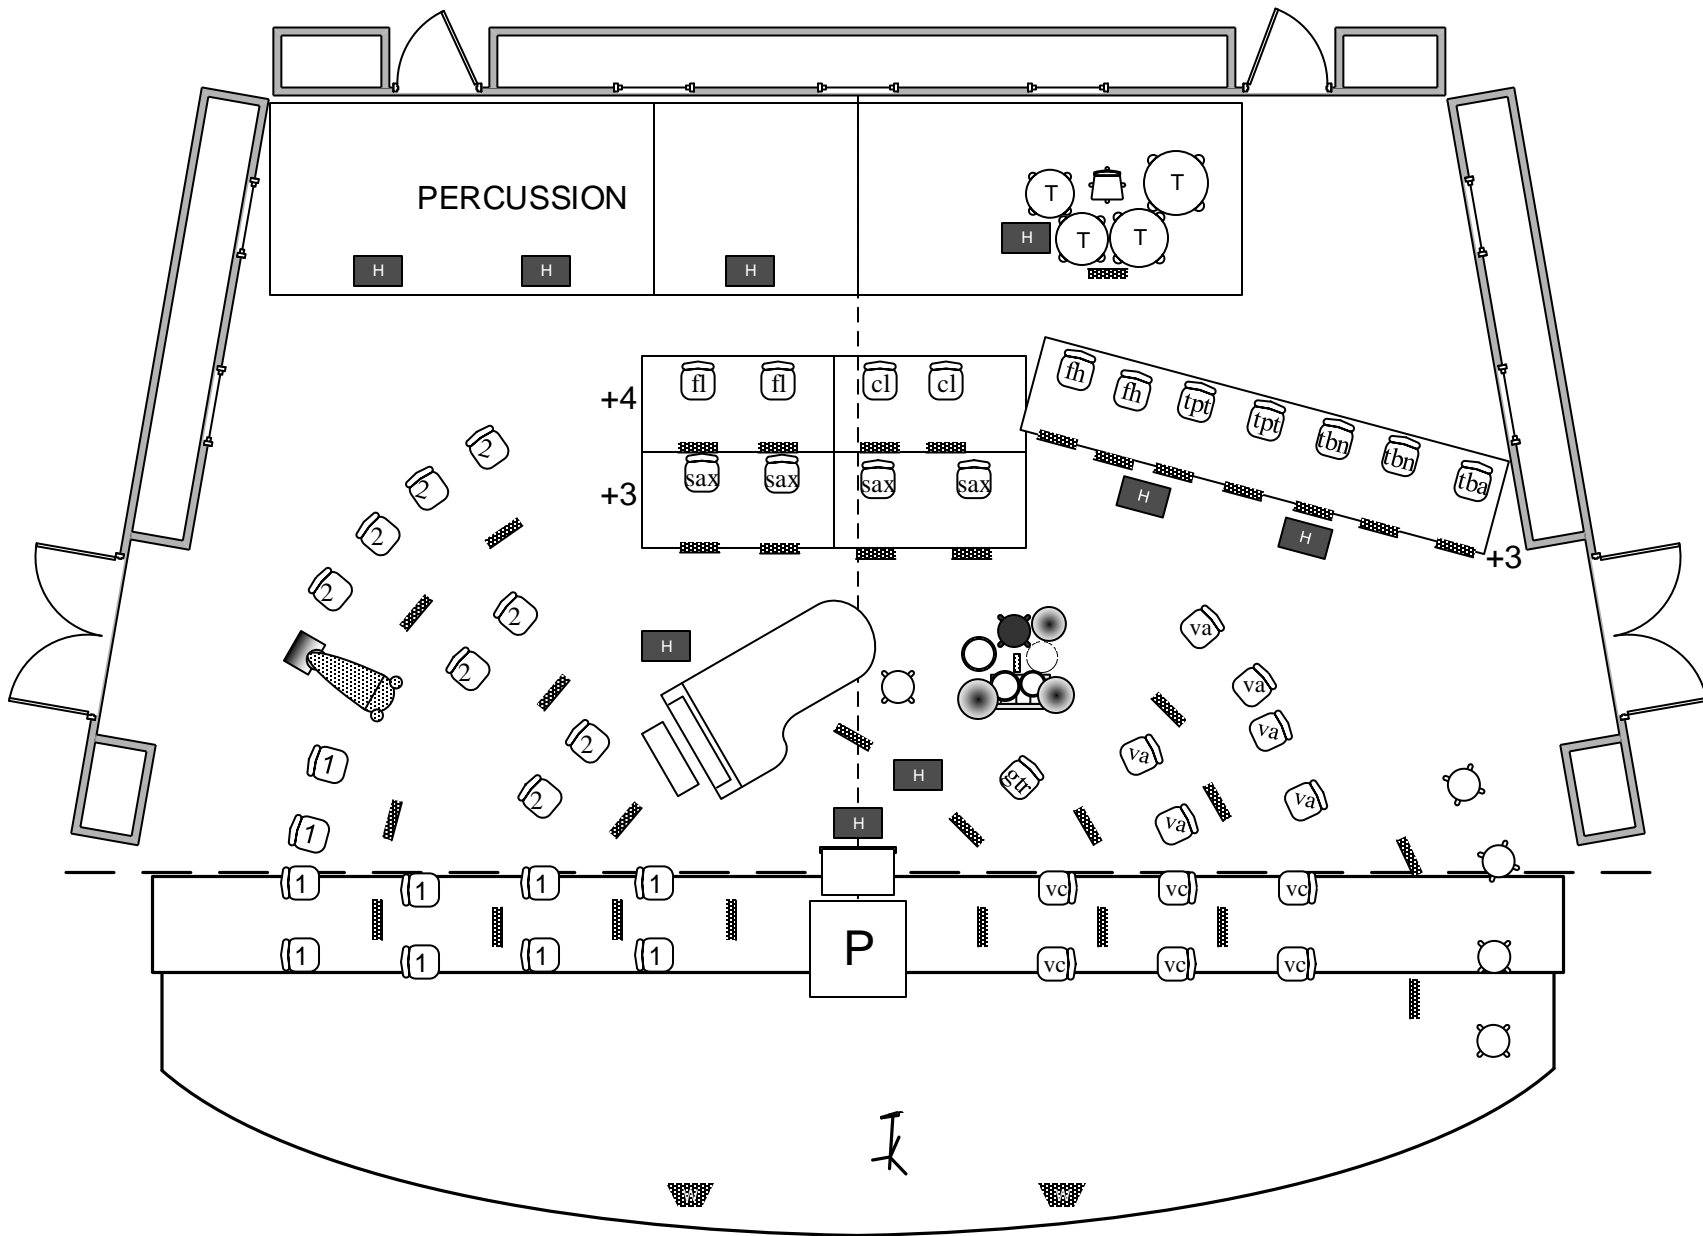 PERCUSSION
T
T
T
T
H
H
H
H
+4
fl
fl
cl
cl
fh
fh
tpt
tpt
tbn
tbn
tba
+3
sax
sax
sax
sax
H
H
+3
2
2
2
2
2
2
2
2
H
va
va
va
va
va
va
gtr
H
H
1
1
1
1
1
1
vc
vc
vc
1
1
1
1
vc
vc
vc
P
W
W